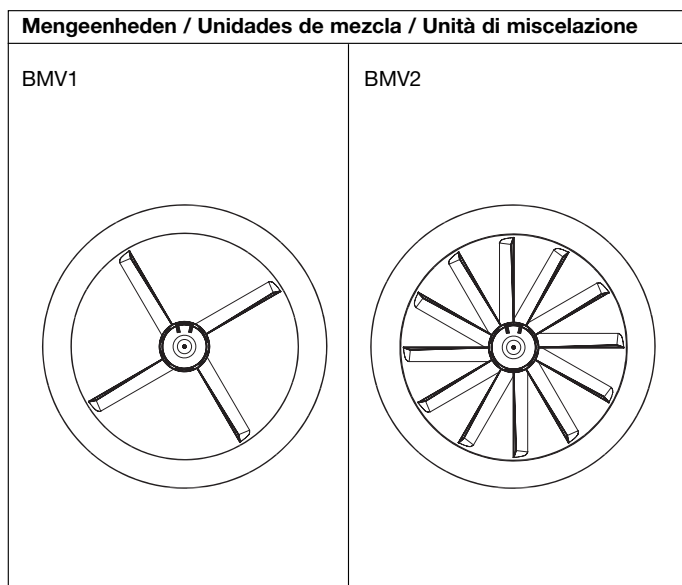 Mengeenheden / Unidades de mezcla / Unità di miscelazione
BMV1
BMV2